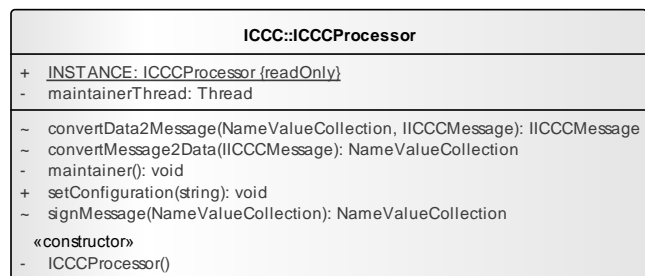 ICCC::ICCCProcessor
+ INSTANCE: ICCCProcessor {readOnly}
- maintainerThread: Thread
~ convertData2Message(NameValueCollection, IICCCMessage): IICCCMessage
~ convertMessage2Data(IICCCMessage): NameValueCollection
- maintainer(): void
+ setConfiguration(string): void
~ signMessage(NameValueCollection): NameValueCollection
«constructor»
- ICCCProcessor()